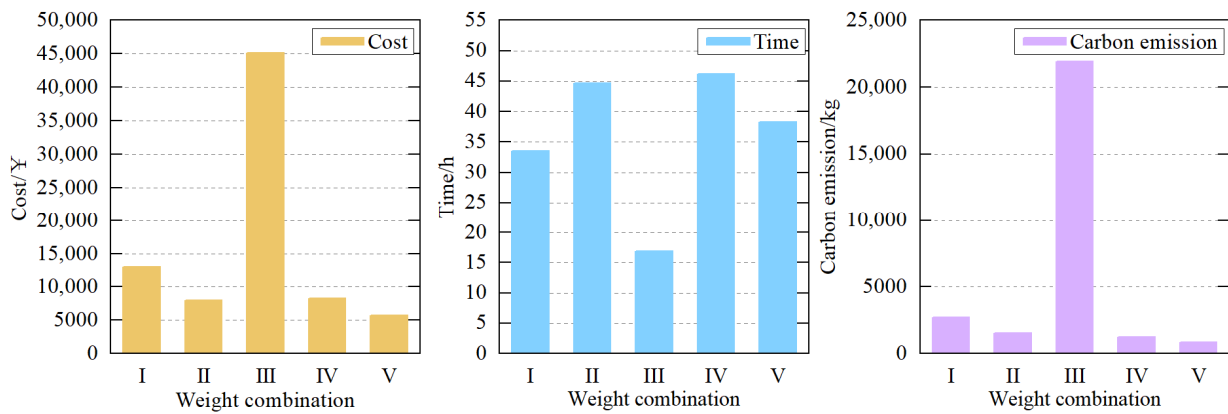 50,000
45,000
40,000
35,000
30,000
25,000
20,000
15,000
10,000
5000
0
Cost/¥
Cost
I II III IV V
Weight combination
55
50
45
40
35
30
25
20
15
10
5
0
Time/h
Time
I II III IV V
Weight combination
25,000
20,000
15,000
10,000
5000
0
Carbon emission/kg
Carbon emission
I II III IV V
Weight combination